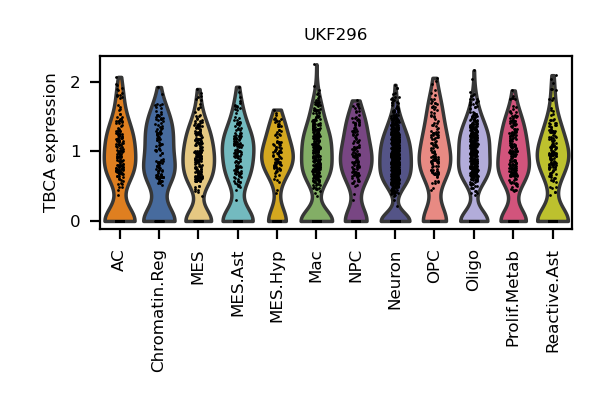 UKF296
TBCA expression
2
1
0
AC
Chromatin.Reg
MES
MES.Ast
MES.Hyp
Mac
NPC
Neuron
OPC
Oligo
Prolif.Metab
Reactive.Ast